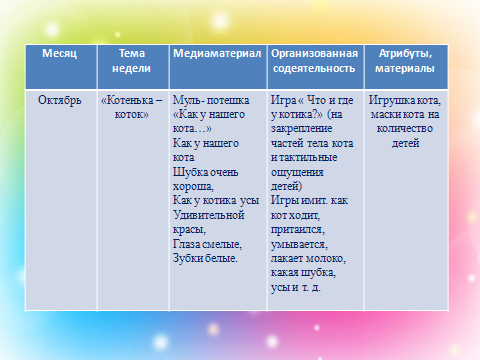 Месяц
Тема
недели
Медиаматериал
Организованная
содеятельность
Атрибуты,
материалы
Октябрь
«Котенька –
коток»
Муль- потешка
«Как у нашего
кота…»
Как у нашего
кота
Шубка очень
хороша,
Как у котика усы
Удивительной
красы,
Глаза смелые,
Зубки белые.
Игра « Что и где
у котика?» (на
закрепление
частей тела кота
и тактильные
ощущения
детей)
Игры имит. как
кот ходит,
притаился,
умывается,
лакает молоко,
какая шубка,
усы и т. д.
Игрушка кота,
маски кота на
количество
детей